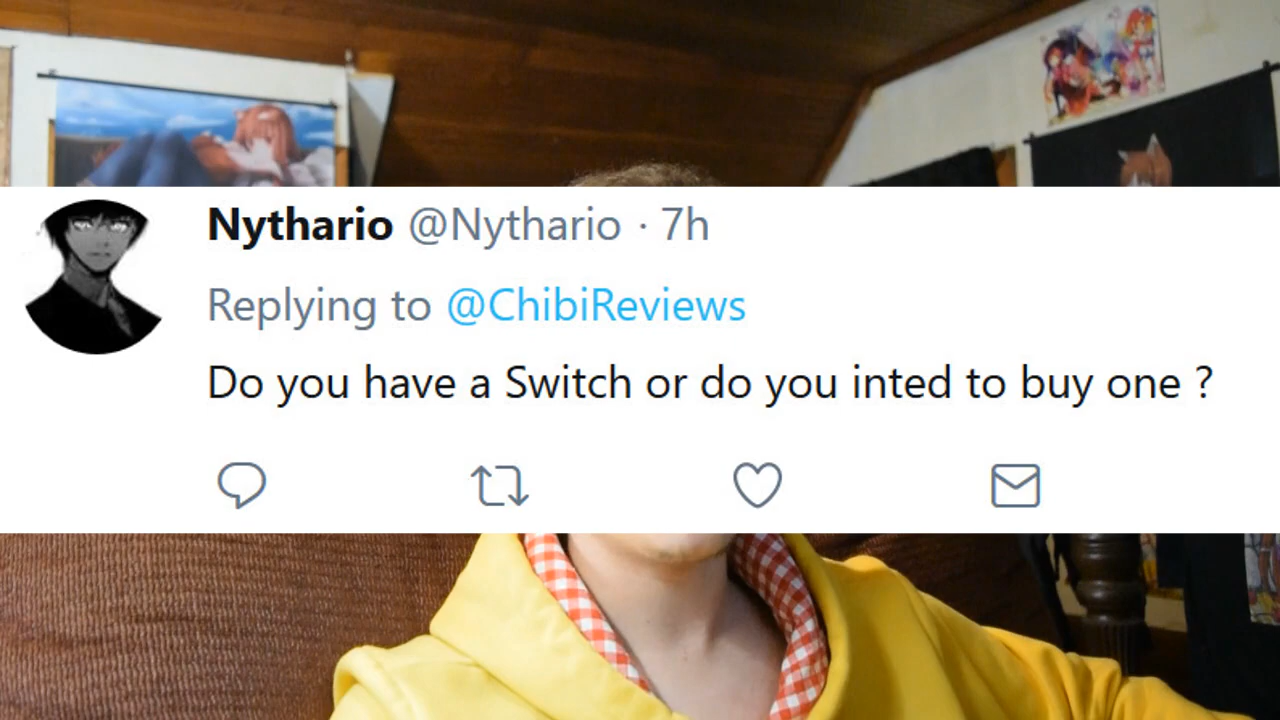 Nythario @Nythario · 7h
Replying to @ChibiReviews
Do you have a Switch or do you inted to buy one ?